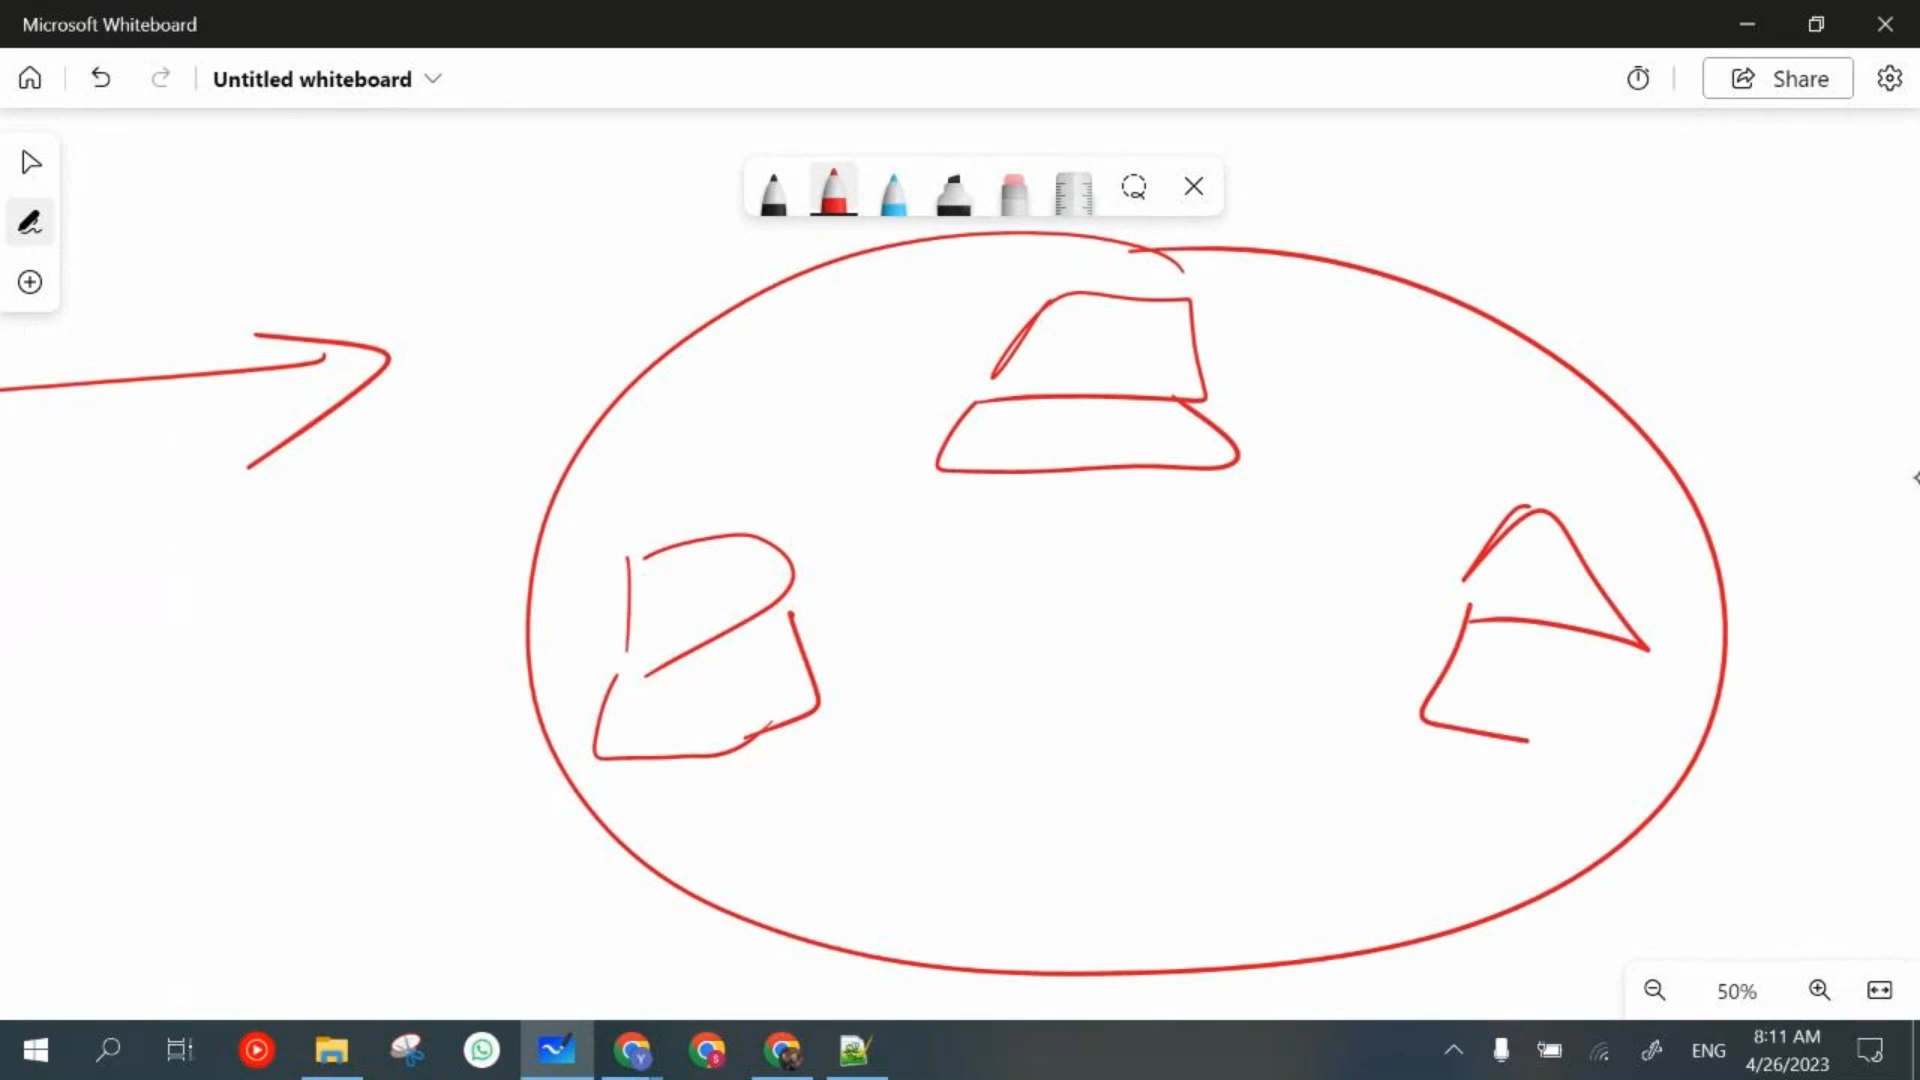 Microsoft Whiteboard
Untitled whiteboard
Share
50%
ENG
8:11 AM
4/26/2023